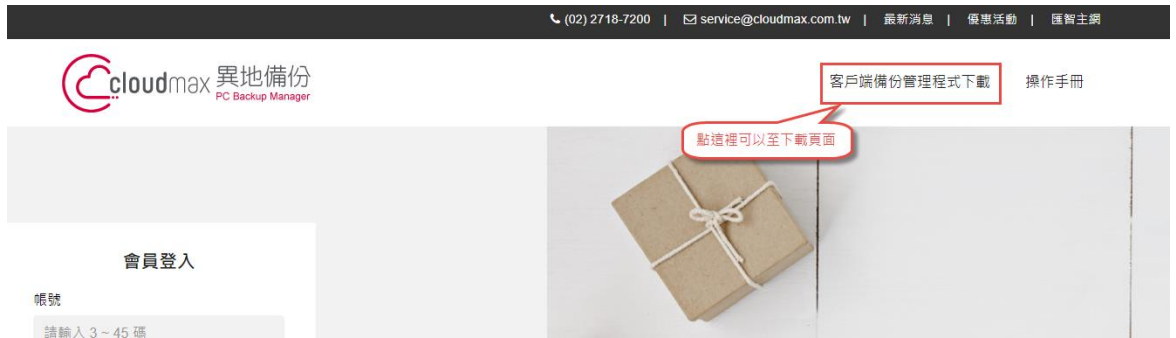 (02) 2718-7200 | service@cloudmax.com.tw | 最新消息 | 優惠活動 | 匯智主網
cloudmax 異地備份
PC Backup Manager
客戶端備份管理程式下載 操作手冊
點這裡可以至下載頁面
會員登入
帳號
請輸入 3 ~ 45 碼